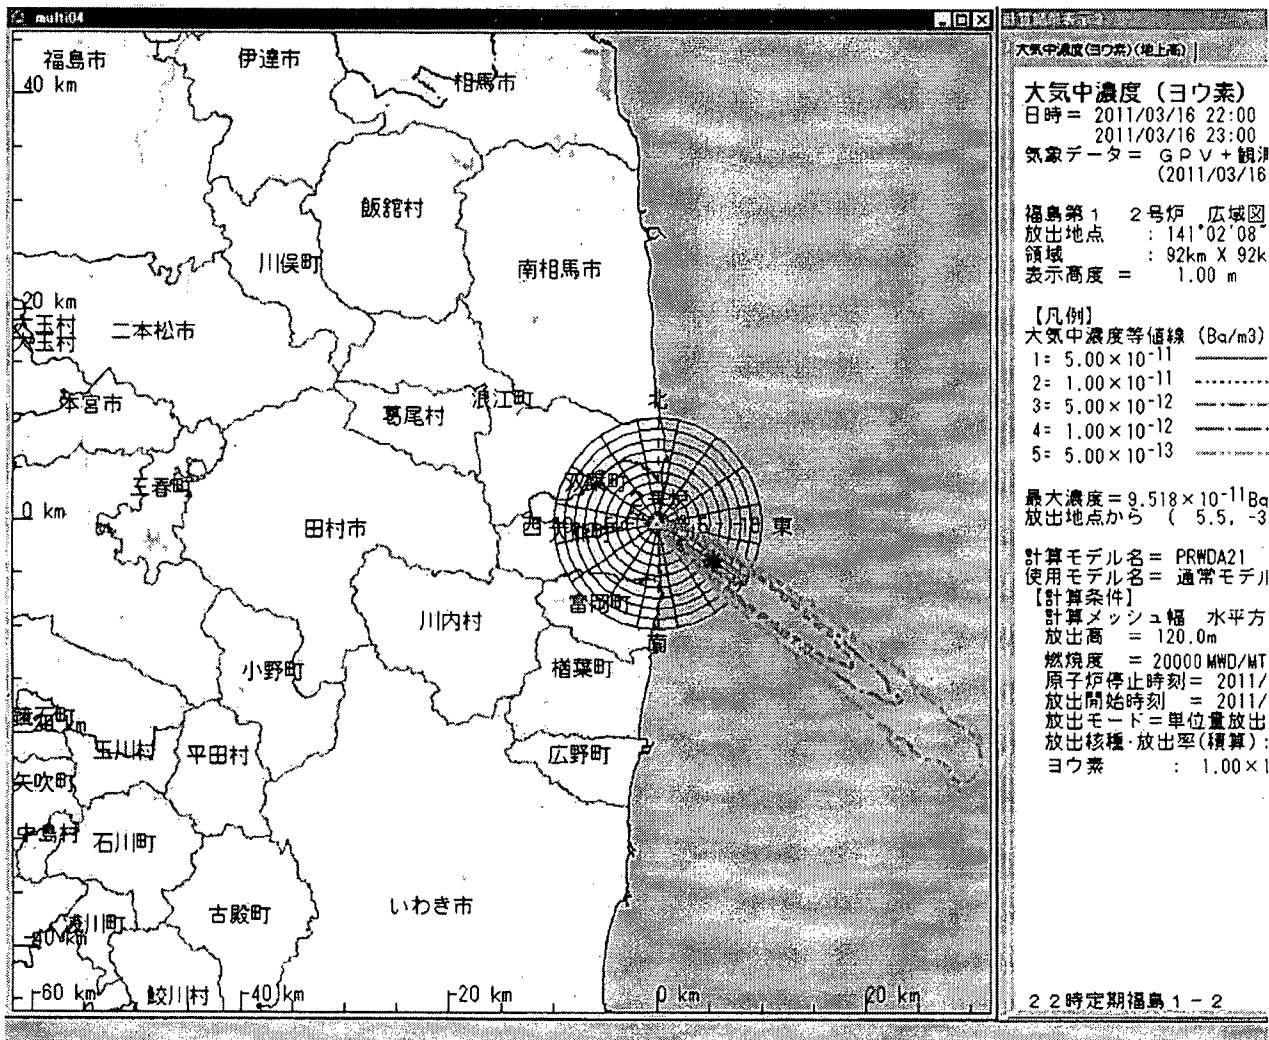 multi04
福島市
伊達市
相馬市
40 km
飯舘村
川俣町
南相馬市
20 km
大玉村
大玉村
二本松市
本宮市
葛尾村
浪江町
北
双葉町
三春町
0 km
田村市
西
東
富岡町
川内村
南
小野町
楢葉町
玉川村
平田村
広野町
矢吹町
中島村
石川町
浅川町
古殿町
いわき市
-40 km
-60 km
鮫川村
-40 km
-20 km
0 km
20 km
大気中濃度(ヨウ素)(地上高)
大気中濃度（ヨウ素）
日時＝ 2011/03/16 22:00
2011/03/16 23:00
気象データ＝ ＧＰＶ＋観測
(2011/03/16
福島第１ ２号炉 広域図
放出地点 : 141°02'08"
領域 : 92km X 92k
表示高度 ＝ 1.00 m
【凡例】
大気中濃度等値線 (Bq/m3)
1= 5.00×10-11
2= 1.00×10-11
3= 5.00×10-12
4= 1.00×10-12
5= 5.00×10-13
最大濃度＝9.518×10-11Bq
放出地点から ( 5.5, -3
計算モデル名＝ PRWDA21
使用モデル名＝ 通常モデル
【計算条件】
計算メッシュ幅 水平方
放出高 ＝ 120.0m
燃焼度 ＝ 20000 MWD/MT
原子炉停止時刻＝ 2011/
放出開始時刻 ＝ 2011/
放出モード＝単位量放出
放出核種・放出率(積算) :
ヨウ素 : 1.00×1
２２時定期福島１－２